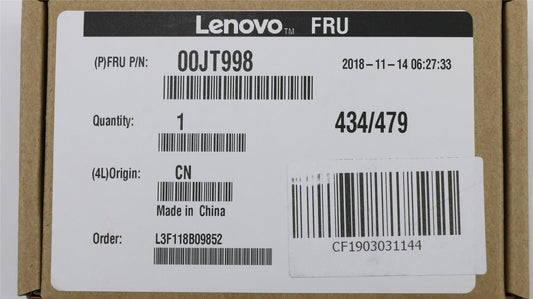 Lenovo™ FRU
(P)FRU P/N: 00JT998 2018-11-14 06:27:33
Quantity: 1 434/479
(4L)Origin: CN
Made in China
Order: L3F118B09852
CF1903031144